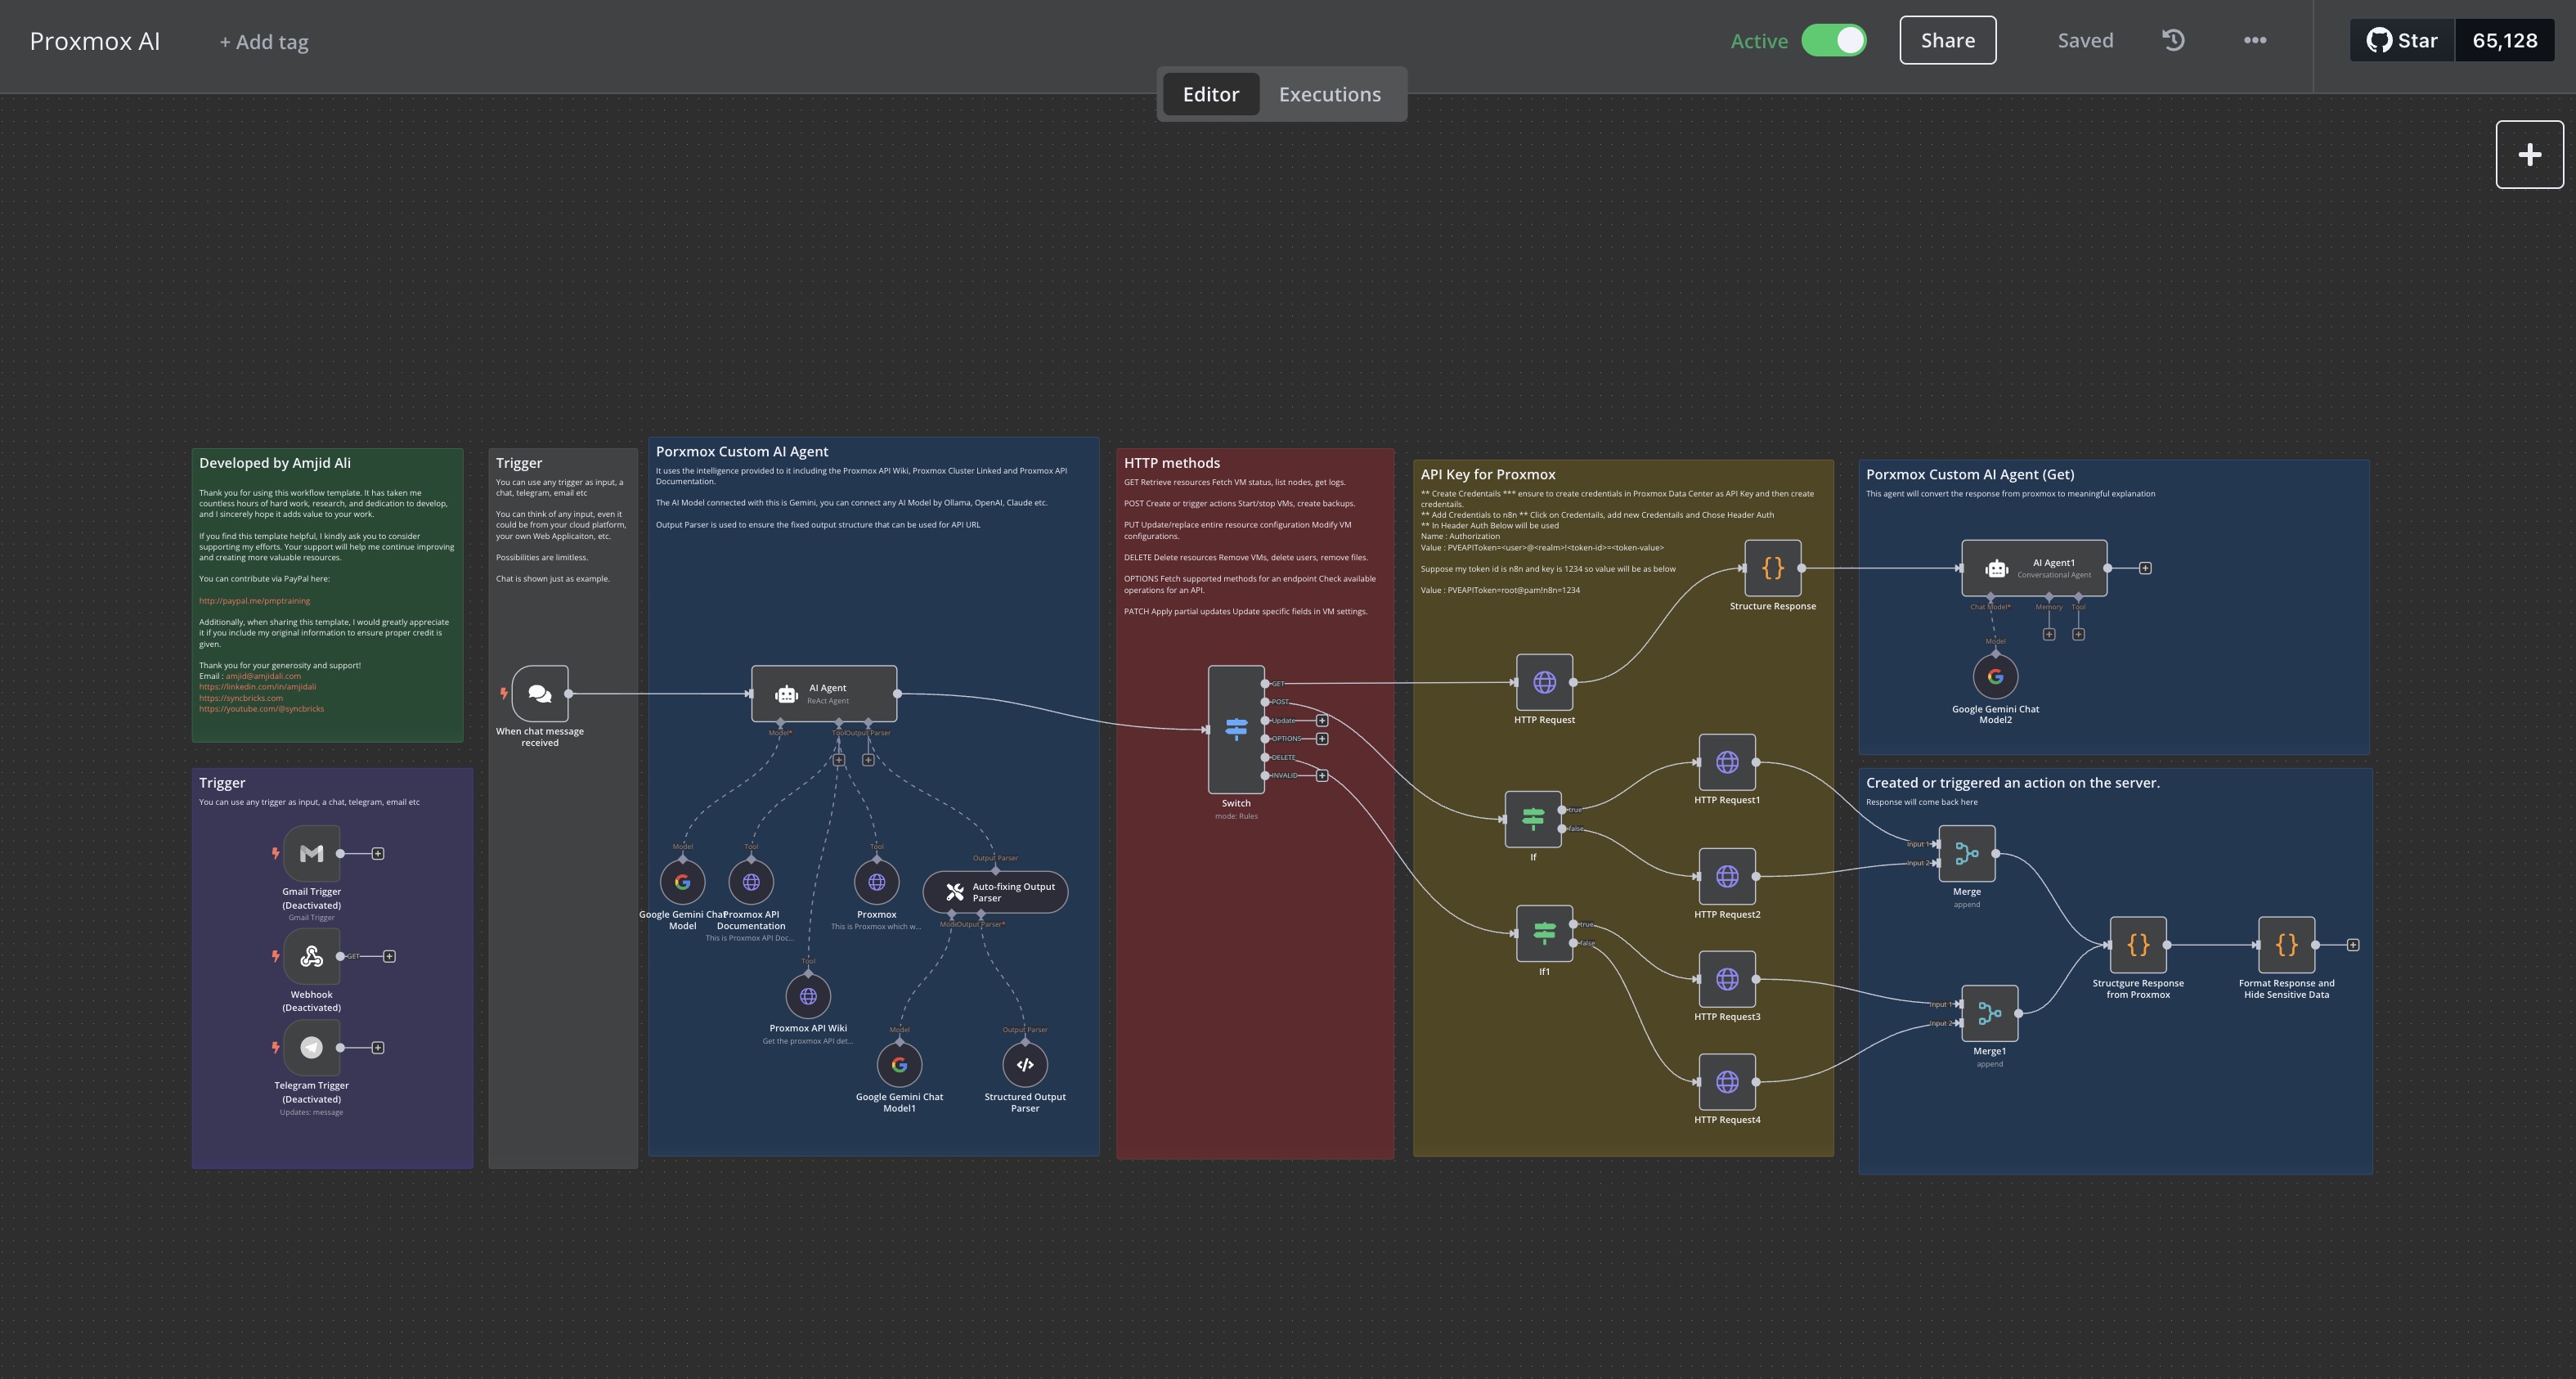 Proxmox AI
+ Add tag
Active
Share
Saved
Star
65,128
Editor
Executions
Developed by Amjid Ali
Thank you for using this workflow template. It has taken me
countless hours of hard work, research, and dedication to develop,
and I sincerely hope it adds value to your work.
If you find this template helpful, I kindly ask you to consider
supporting my efforts. Your support will help me continue improving
and creating more valuable resources.
You can contribute via PayPal here:
http://paypal.me/pmptraining
Additionally, when sharing this template, I would greatly appreciate
it if you include my original information to ensure proper credit is
given.
Thank you for your generosity and support!
Email : amjid@amjidali.com
https://linkedin.com/in/amjidali
https://syncbricks.com
https://youtube.com/@syncbricks
Trigger
You can use any trigger as input, a chat, telegram, email etc
Gmail Trigger
(Deactivated)
Gmail Trigger
GET
Webhook
(Deactivated)
Telegram Trigger
(Deactivated)
Updates: message
Trigger
You can use any trigger as input, a
chat, telegram, email etc
You can think of any input, even it
could be from your cloud platform,
your own Web Applicaiton, etc.
Possibilities are limitless.
Chat is shown just as example.
When chat message
received
Porxmox Custom AI Agent
It uses the intelligence provided to it including the Proxmox API Wiki, Proxmox Cluster Linked and Proxmox API
Documentation.
The AI Model connected with this is Gemini, you can connect any AI Model by Ollama, OpenAI, Claude etc.
Output Parser is used to ensure the fixed output structure that can be used for API URL
AI Agent
ReAct Agent
Model*
Tool
Output Parser
Model
Google Gemini Chat
Model
Tool
Proxmox API
Documentation
This is Proxmox API Doc...
Tool
Proxmox
This is Proxmox which w...
Output Parser
Auto-fixing Output
Parser
Model
Output Parser*
Tool
Proxmox API Wiki
Get the proxmox API det...
Model
Google Gemini Chat
Model1
Output Parser
Structured Output
Parser
HTTP methods
GET Retrieve resources Fetch VM status, list nodes, get logs.
POST Create or trigger actions Start/stop VMs, create backups.
PUT Update/replace entire resource configuration Modify VM
configurations.
DELETE Delete resources Remove VMs, delete users, remove files.
OPTIONS Fetch supported methods for an endpoint Check available
operations for an API.
PATCH Apply partial updates Update specific fields in VM settings.
GET
POST
Update
OPTIONS
DELETE
INVALID
Switch
mode: Rules
API Key for Proxmox
** Create Credentails *** ensure to create credentials in Proxmox Data Center as API Key and then create
credentails.
** Add Credentials to n8n ** Click on Credentails, add new Credentails and Chose Header Auth
** In Header Auth Below will be used
Name : Authorization
Value : PVEAPIToken=<user>@<realm>!<token-id>=<token-value>
Suppose my token id is n8n and key is 1234 so value will be as below
Value : PVEAPIToken=root@pam!n8n=1234
Structure Response
HTTP Request
HTTP Request1
true
false
If
HTTP Request2
true
false
If1
HTTP Request3
HTTP Request4
Porxmox Custom AI Agent (Get)
This agent will convert the response from proxmox to meaningful explanation
AI Agent1
Conversational Agent
Chat Model*
Memory
Tool
Model
Google Gemini Chat
Model2
Created or triggered an action on the server.
Response will come back here
Input 1
Input 2
Merge
append
Structgure Response
from Proxmox
Format Response and
Hide Sensitive Data
Input 1
Input 2
Merge1
append